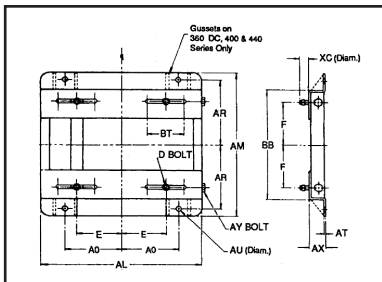 Gussets on
360 DC, 400 & 440
Series Only
XC (Diam.)
AR
F
BT
AM
BB
D BOLT
AR
F
E
E
AY BOLT
AT
A0
A0
AU (Diam.)
AX
AL